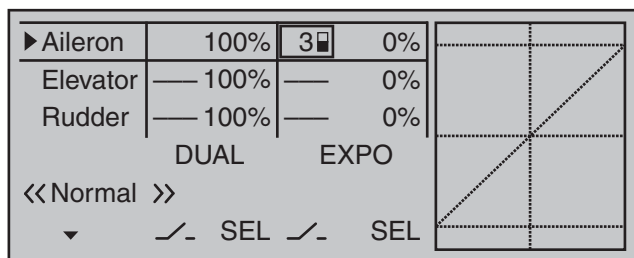 Aileron 100% 3 0%
Elevator ––– 100% ––– 0%
Rudder ––– 100% ––– 0%
DUAL EXPO
«Normal »
SEL SEL